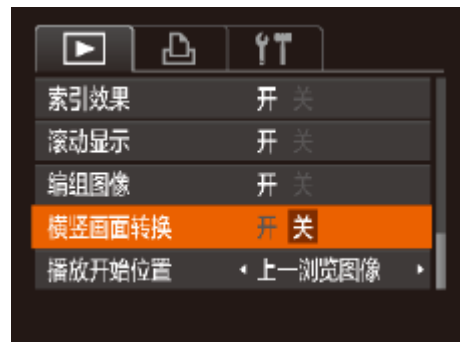 索引效果 开 关
滚动显示 开 关
编组图像 开 关
横竖画面转换 开 关
播放开始位置 上一浏览图像